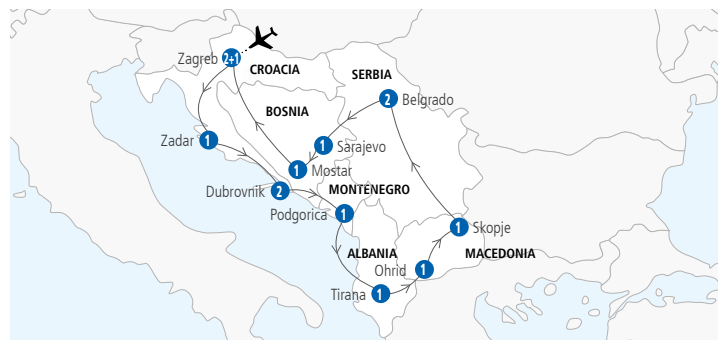 Zagreb 2+1
CROACIA
SERBIA
BOSNIA
2 Belgrado
Zadar 1
1 Sarajevo
1 Mostar
Dubrovnik 2
MONTENEGRO
Podgorica 1
1 Skopje
ALBANIA
MACEDONIA
Ohrid 1
Tirana 1